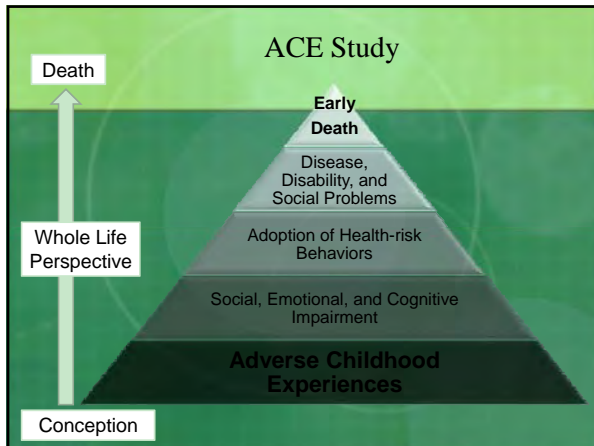 ACE Study
Death
Early
Death
Disease,
Disability, and
Social Problems
Whole Life
Perspective
Adoption of Health-risk
Behaviors
Social, Emotional, and Cognitive
Impairment
Adverse Childhood
Experiences
Conception